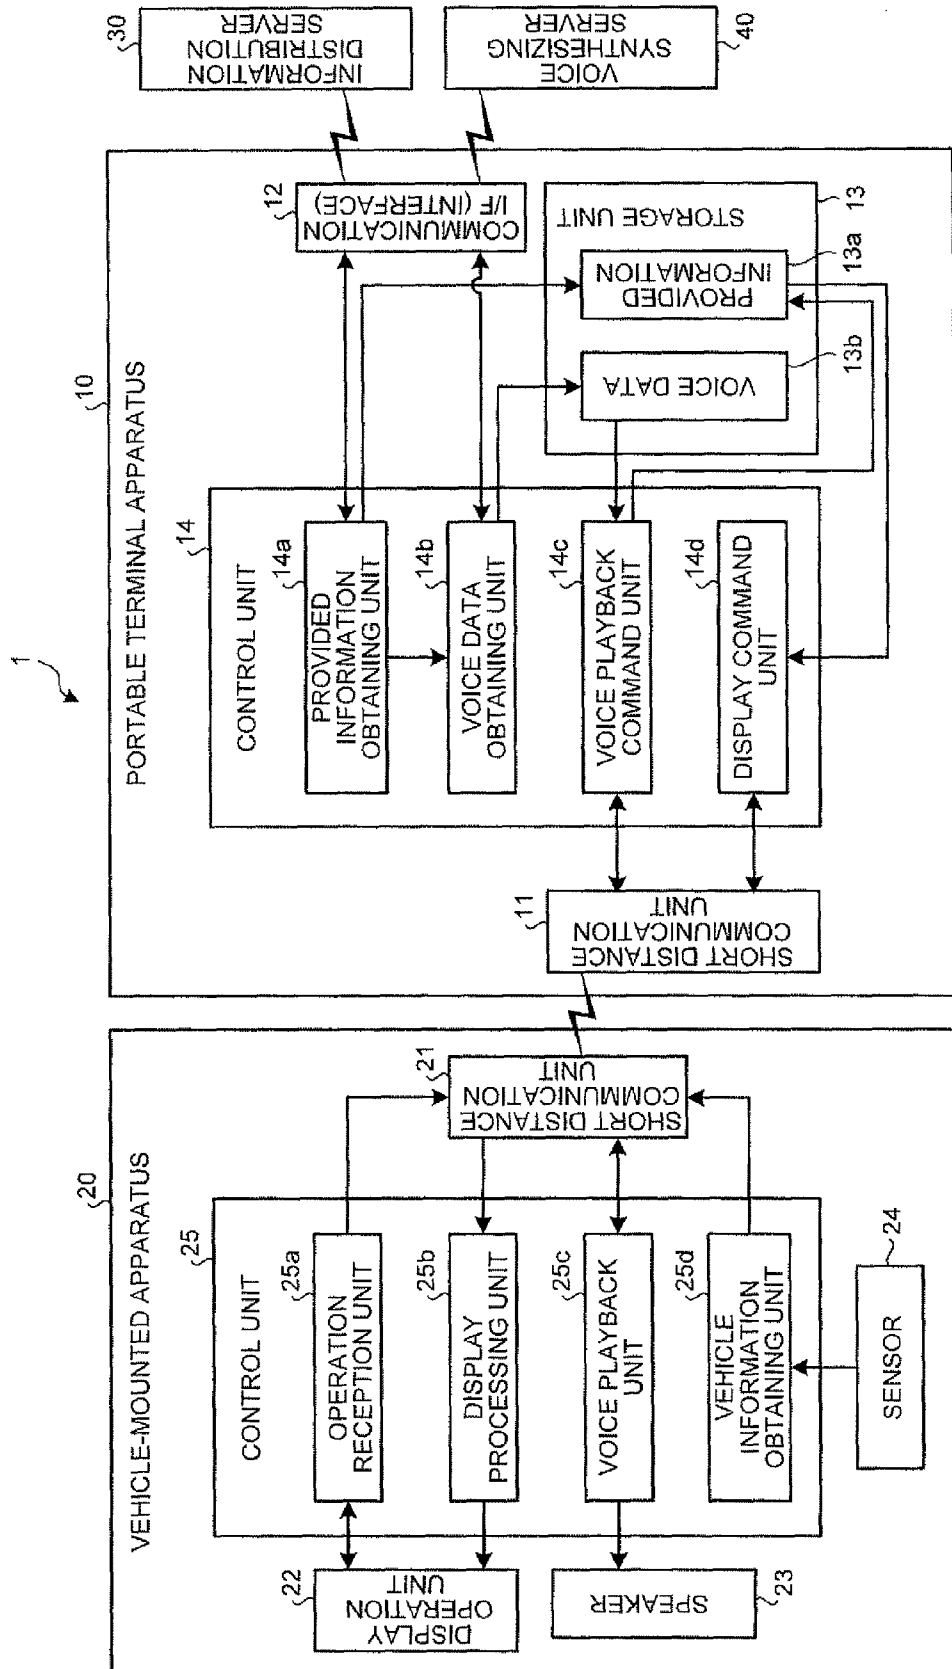 1
VEHICLE-MOUNTED APPARATUS
20
CONTROL UNIT
25
OPERATION
RECEPTION UNIT
25a
DISPLAY
PROCESSING UNIT
25b
VOICE PLAYBACK
UNIT
25c
VEHICLE
INFORMATION
OBTAINING UNIT
25d
DISPLAY
OPERATION
UNIT
22
SPEAKER
23
SENSOR
24
SHORT DISTANCE
COMMUNICATION
UNIT
21
PORTABLE TERMINAL APPARATUS
10
SHORT DISTANCE
COMMUNICATION
UNIT
11
CONTROL UNIT
14
PROVIDED
INFORMATION
OBTAINING UNIT
14a
VOICE DATA
OBTAINING UNIT
14b
VOICE PLAYBACK
COMMAND UNIT
14c
DISPLAY COMMAND
UNIT
14d
COMMUNICATION
I/F (INTERFACE)
12
STORAGE UNIT
13
PROVIDED
INFORMATION
13a
VOICE DATA
13b
INFORMATION
DISTRIBUTION
SERVER
30
VOICE
SYNTHESIZING
SERVER
40